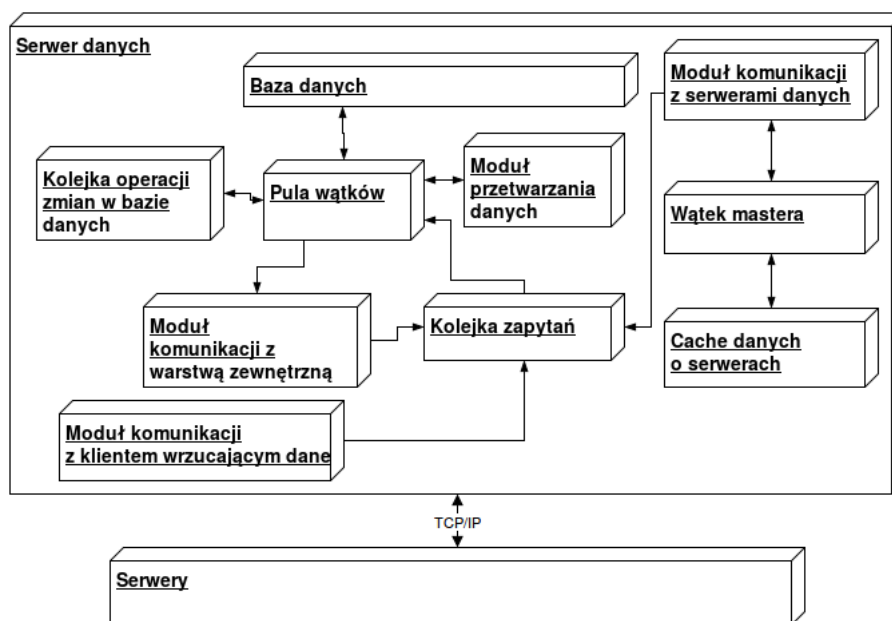 Serwer danych
Baza danych
Moduł komunikacji
z serwerami danych
Kolejka operacji
zmian w bazie
danych
Pula wątków
Moduł
przetwarzania
danych
Wątek mastera
Moduł
komunikacji z
warstwą zewnętrzną
Kolejka zapytań
Cache danych
o serwerach
Moduł komunikacji
z klientem wrzucającym dane
TCP/IP
Serwery